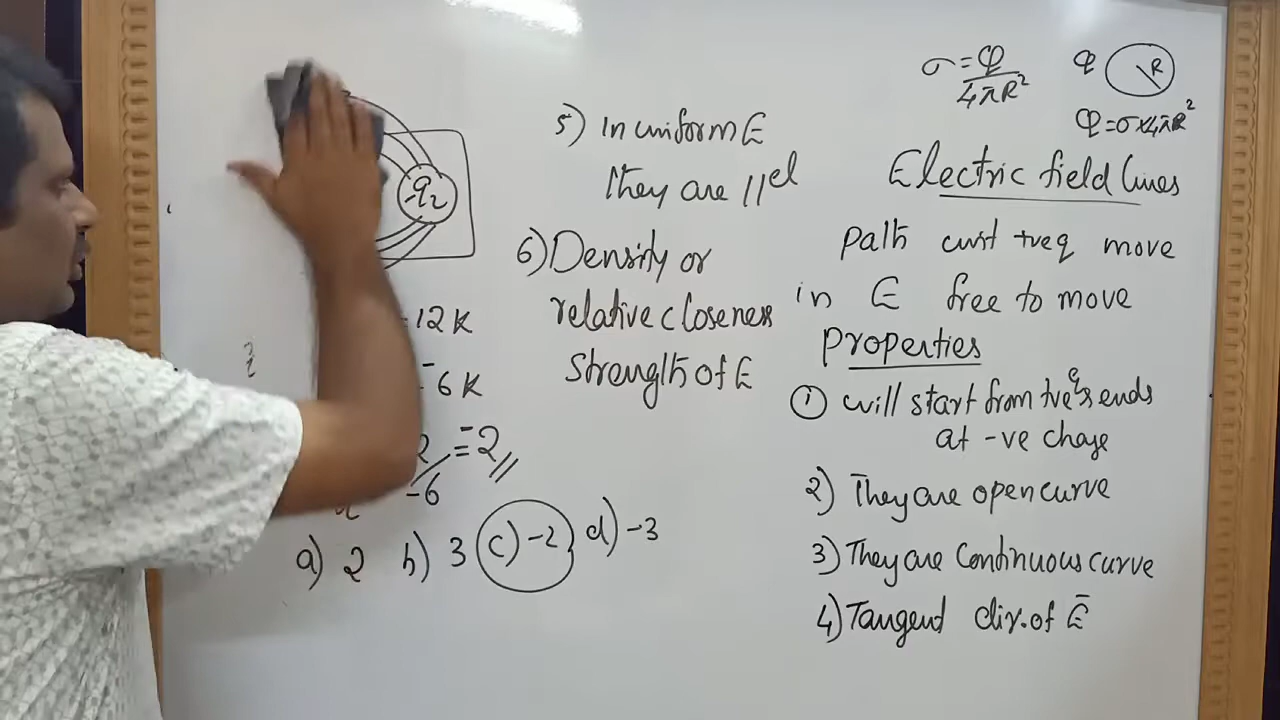 σ = φ/4πR²
φ R
φ = σ×4πR²
Electric field lines
path cust +ve q move
in E free to move
Properties
① will start from +ve q's ends
at -ve chage
2) They are open curve
3) They are Continuous curve
4) Tangend dir. of E
5) In uniform E
they are ||el
6) Density or
relative closeness
strength of E
-q₂
12 K
-6 K
2/-6 = -2 //
a) 2 b) 3 c) -2 d) -3